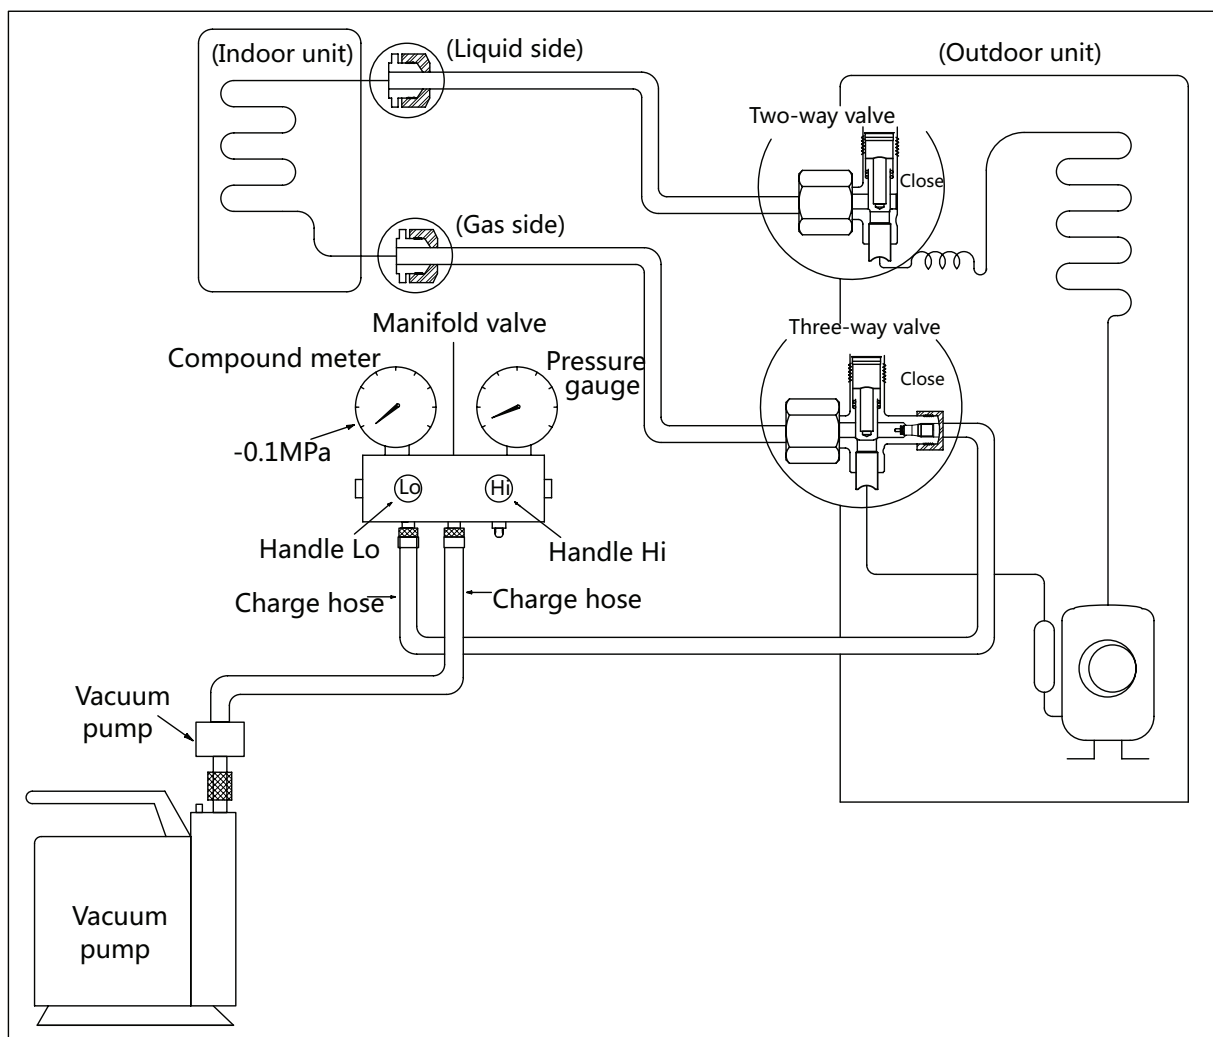 (Indoor unit)
(Liquid side)
(Outdoor unit)
Two-way valve
Close
(Gas side)
Manifold valve
Three-way valve
Compound meter
Pressure
gauge
Close
-0.1MPa
Lo
Hi
Handle Lo
Handle Hi
Charge hose
Charge hose
Vacuum
pump
Vacuum
pump